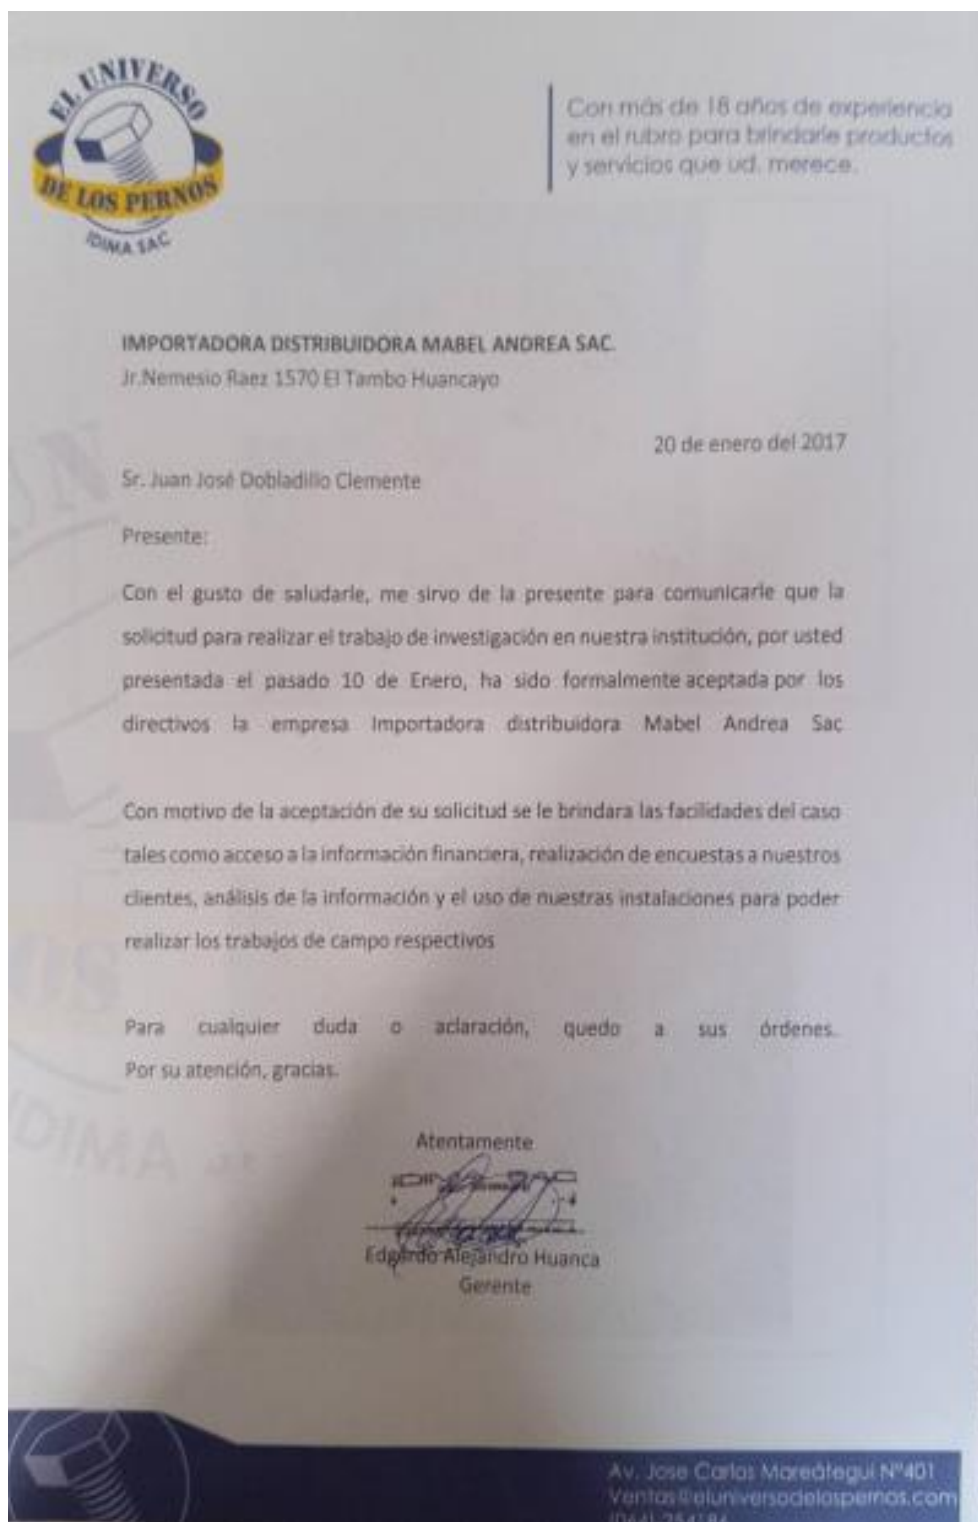 EL UNIVERSO
DE LOS PERNOS
IDIMA SAC
Con más de 18 años de experiencia
en el rubro para brindarle productos
y servicios que ud. merece.
IMPORTADORA DISTRIBUIDORA MABEL ANDREA SAC.
Jr.Nemesio Raez 1570 El Tambo Huancayo
20 de enero del 2017
Sr. Juan José Dobladillo Clemente
Presente:
Con el gusto de saludarle, me sirvo de la presente para comunicarle que la
solicitud para realizar el trabajo de investigación en nuestra institución, por usted
presentada el pasado 10 de Enero, ha sido formalmente aceptada por los
directivos la empresa Importadora distribuidora Mabel Andrea Sac
Con motivo de la aceptación de su solicitud se le brindara las facilidades del caso
tales como acceso a la información financiera, realización de encuestas a nuestros
clientes, análisis de la información y el uso de nuestras instalaciones para poder
realizar los trabajos de campo respectivos
Para cualquier duda o aclaración, quedo a sus órdenes.
Por su atención, gracias.
Atentamente
Edgardo Alejandro Huanca
Gerente
Av. Jose Carlos Mareátegui N°401
Ventas@eluniversodelospernos.com